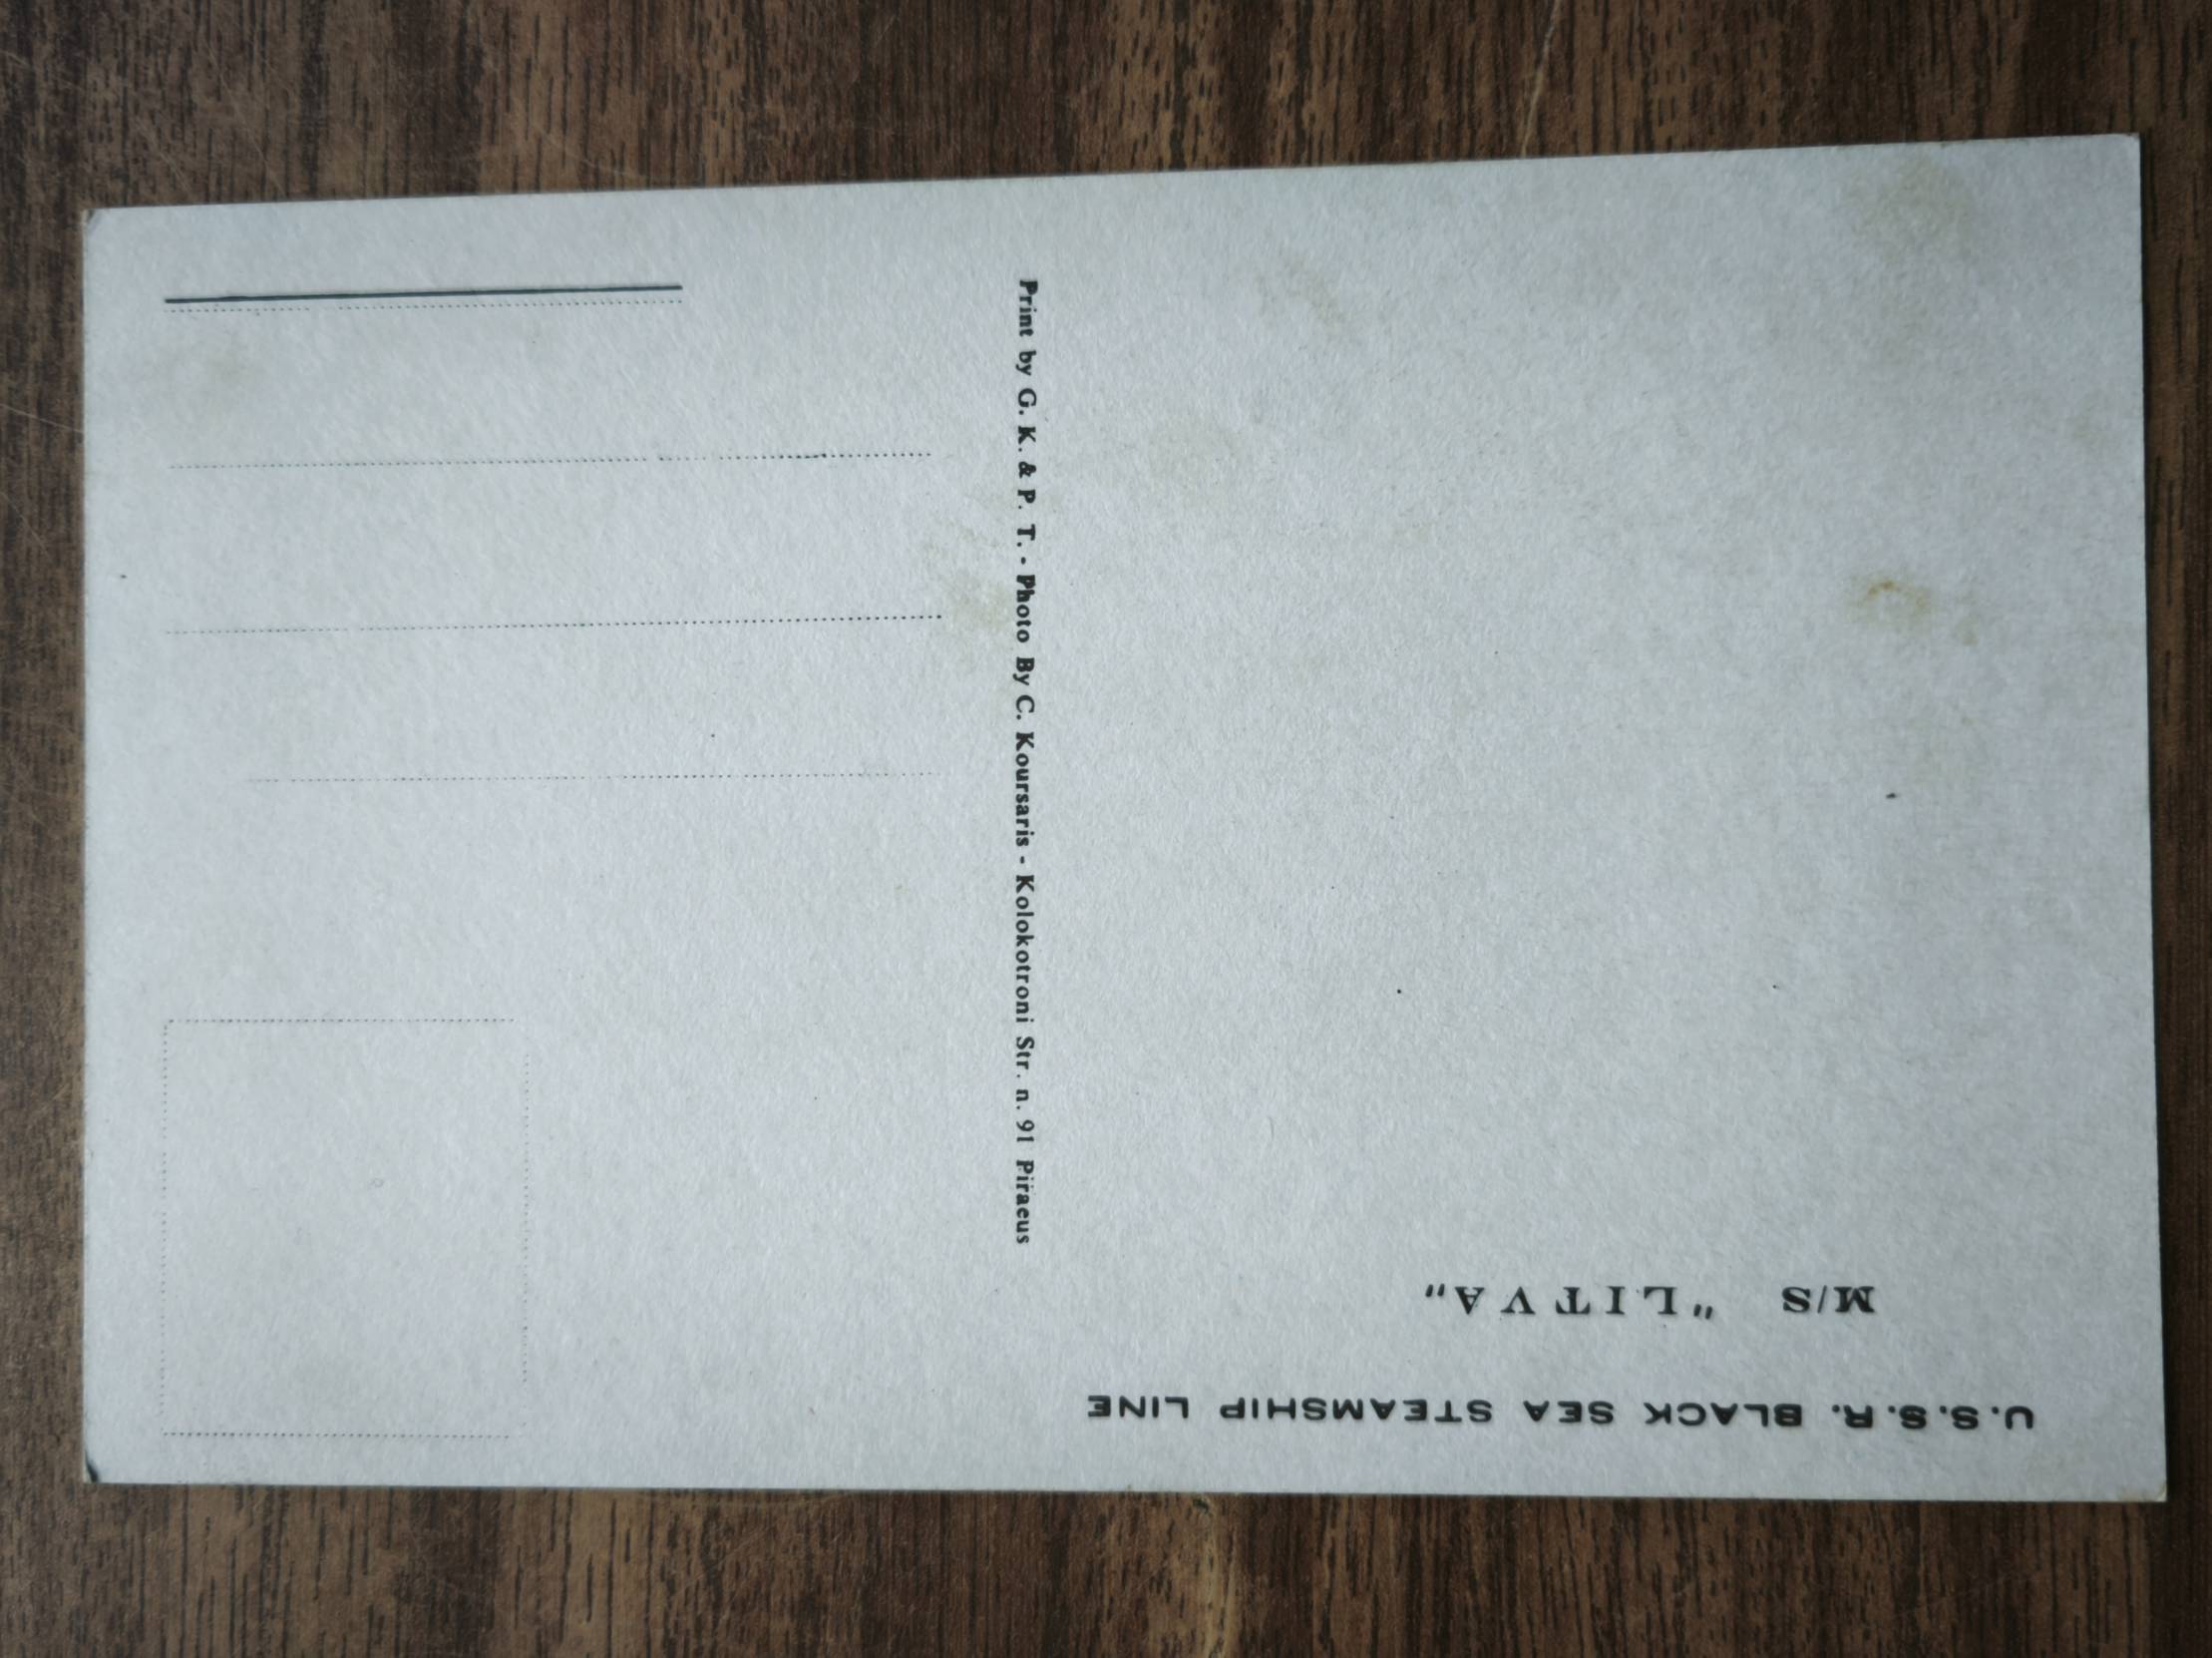 U.S.S.R. BLACK SEA STEAMSHIP LINE
M/S "LITVA„
Print by G. K. & P. T. - Photo By C. Koursaris - Kolokotroni Str. n. 91 Piraeus